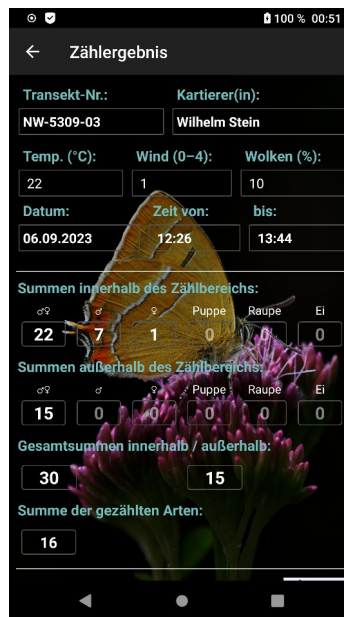 100 % 00:51
Zählergebnis
Transekt-Nr.: Kartierer(in):
NW-5309-03 Wilhelm Stein
Temp. (°C): Wind (0–4): Wolken (%):
22 1 10
Datum: Zeit von: bis:
06.09.2023 12:26 13:44
Summen innerhalb des Zählbereichs:
♂♀ ♂ ♀ Puppe Raupe Ei
22 7 1 0 0 0
Summen außerhalb des Zählbereichs:
♂♀ ♂ ♀ Puppe Raupe Ei
15 0 0 0 0 0
Gesamtsummen innerhalb / außerhalb:
30 15
Summe der gezählten Arten:
16